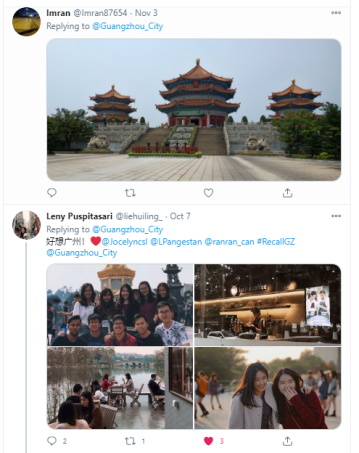 Imran @Imran87654 · Nov 3
Replying to @Guangzhou_City
Leny Puspitasari @liehuiling_ · Oct 7
Replying to @Guangzhou_City
好想广州！ ❤️@Jocelyncsl @LPangestan @ranran_can #RecallGZ
@Guangzhou_City
2 1 3